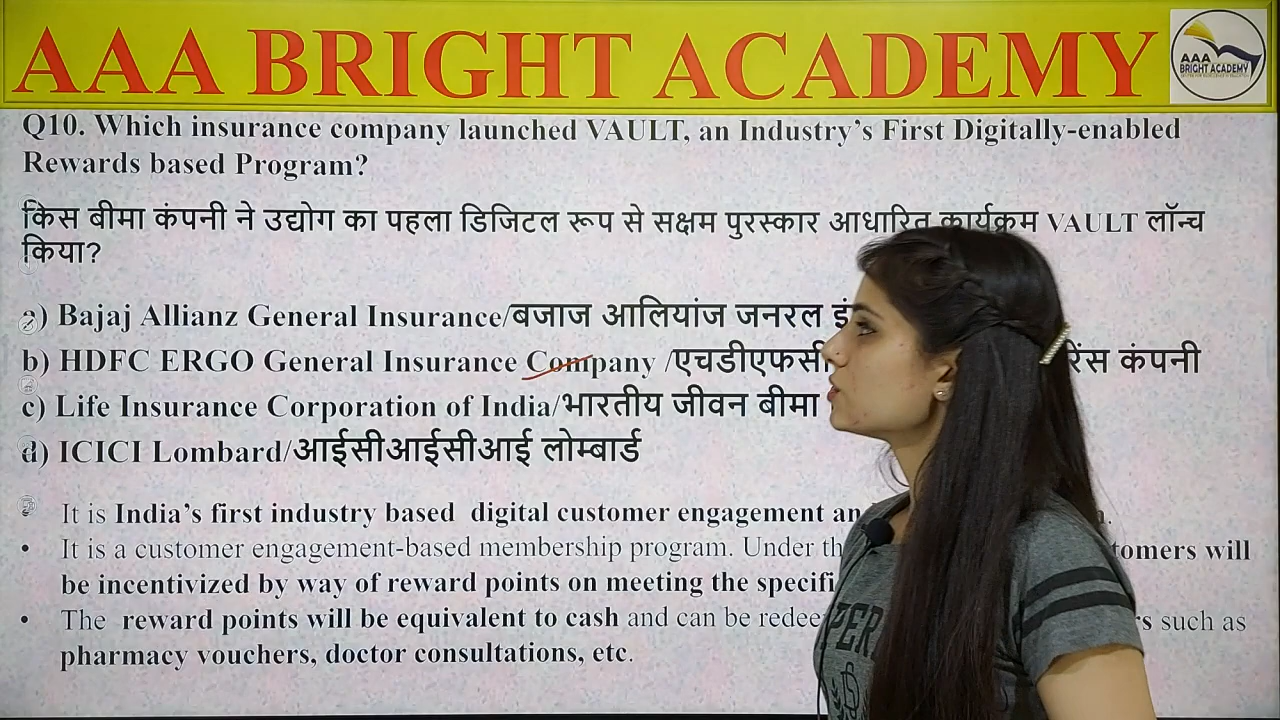 AAA BRIGHT ACADEMY
AAA
BRIGHT ACADEMY
Q10. Which insurance company launched VAULT, an Industry's First Digitally-enabled
Rewards based Program?
किस बीमा कंपनी ने उद्योग का पहला डिजिटल रूप से सक्षम पुरस्कार आधारित कार्यक्रम VAULT लॉन्च
किया?
a) Bajaj Allianz General Insurance/बजाज आलियांज जनरल
b) HDFC ERGO General Insurance Company /एचडीएफसी कंपनी
c) Life Insurance Corporation of India/भारतीय जीवन बीमा
d) ICICI Lombard/आईसीआईसीआई लोम्बार्ड
It is India's first industry based digital customer engagement
• It is a customer engagement-based membership program. Under will
be incentivized by way of reward points on meeting the
• The reward points will be equivalent to cash and can be such as
pharmacy vouchers, doctor consultations, etc.